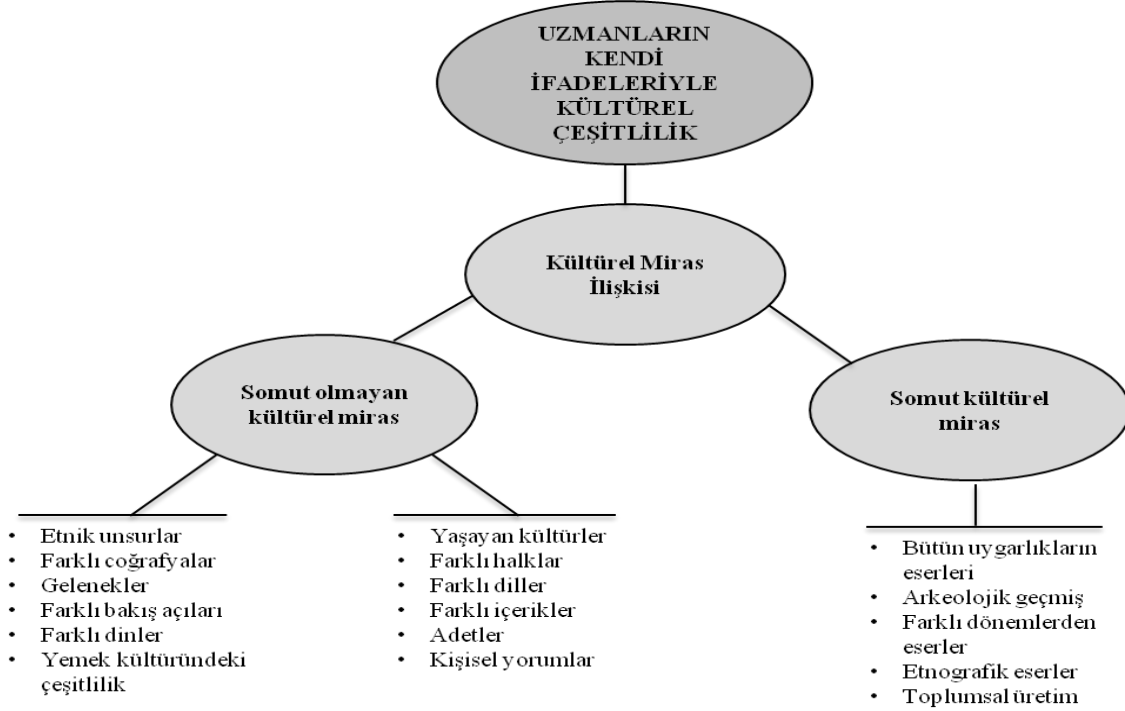 UZMANLARIN
KENDİ
İFADELERİYLE
KÜLTÜREL
ÇEŞİTLİLİK
Kültürel Miras
İlişkisi
Somut olmayan
kültürel miras
Somut kültürel
miras
• Etnik unsurlar
• Farklı coğrafyalar
• Gelenekler
• Farklı bakış açıları
• Farklı dinler
• Yemek kültüründeki
çeşitlilik
• Yaşayan kültürler
• Farklı halklar
• Farklı diller
• Farklı içerikler
• Adetler
• Kişisel yorumlar
• Bütün uygarlıkların
eserleri
• Arkeolojik geçmiş
• Farklı dönemlerden
eserler
• Etnografik eserler
• Toplumsal üretim